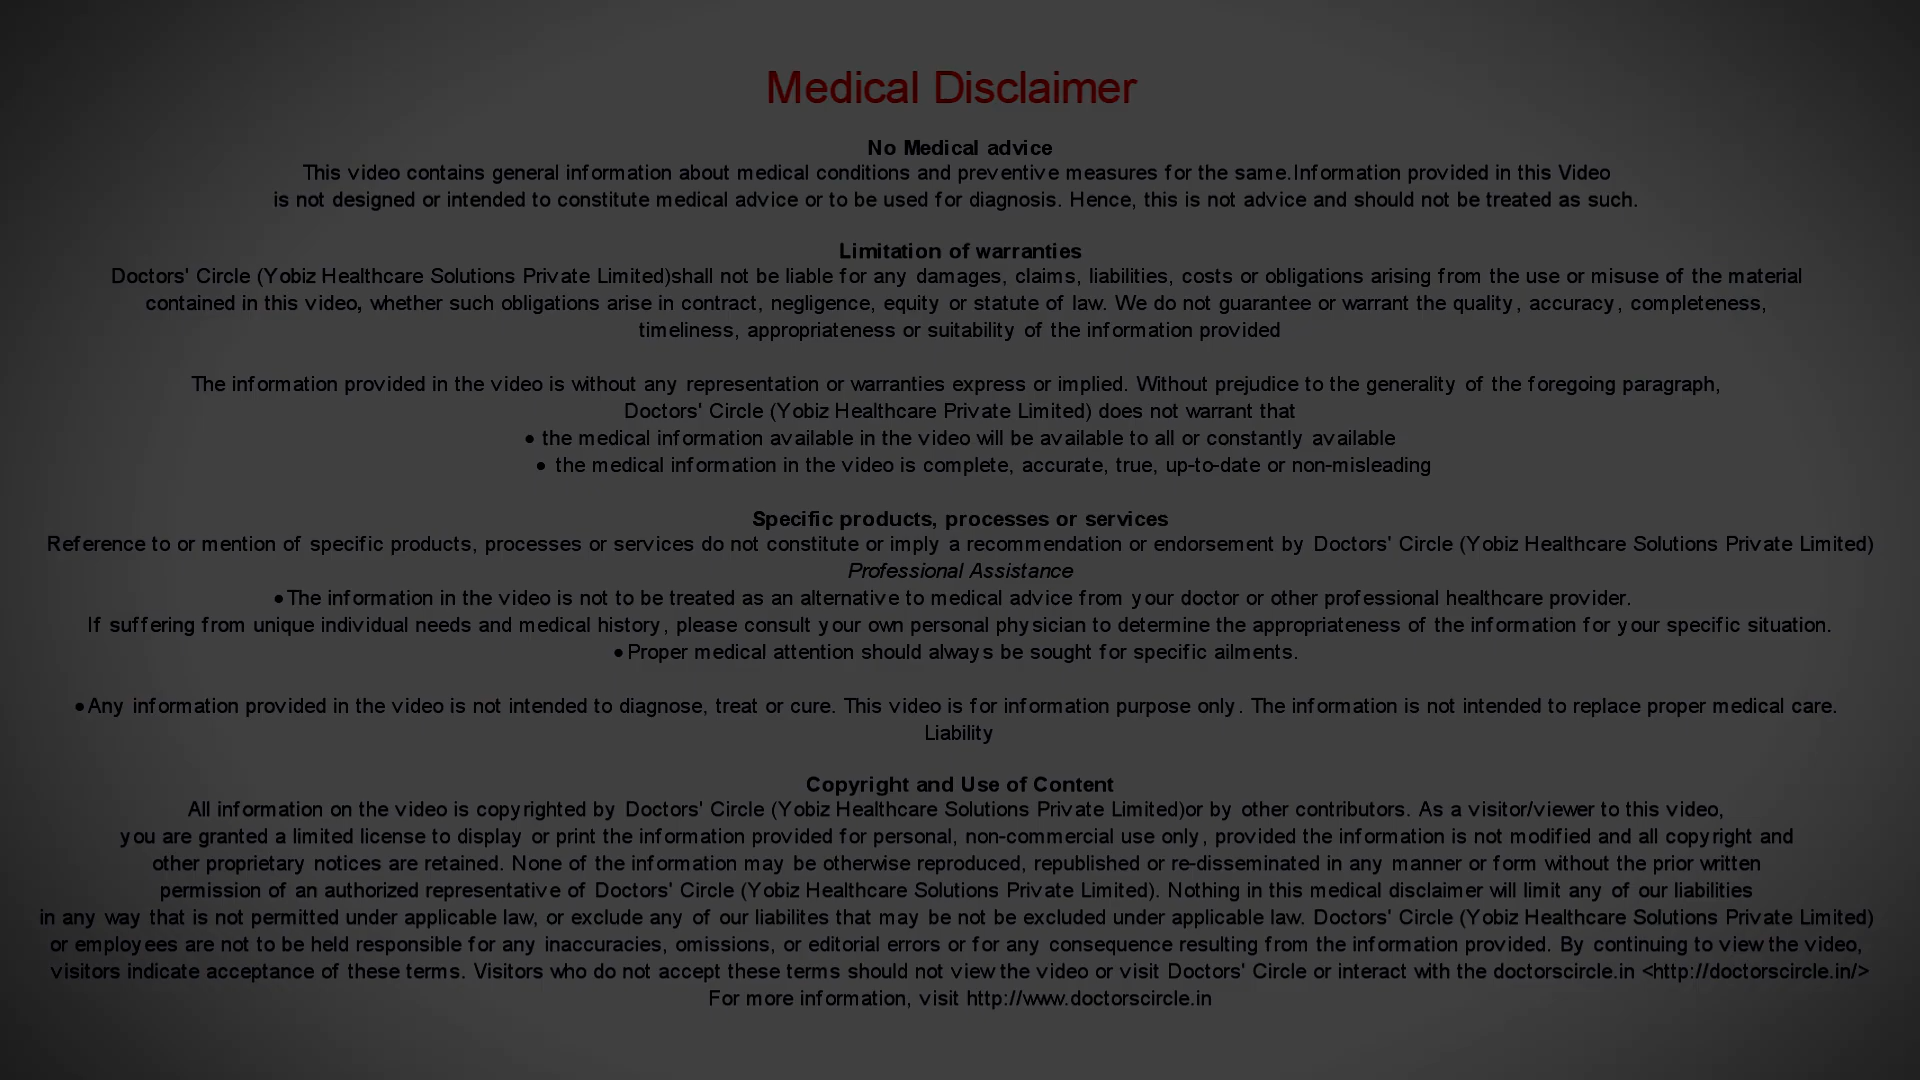 Medical Disclaimer
No Medical advice
This video contains general information about medical conditions and preventive measures for the same.Information provided in this Video
is not designed or intended to constitute medical advice or to be used for diagnosis. Hence, this is not advice and should not be treated as such.
Limitation of warranties
Doctors' Circle (Yobiz Healthcare Solutions Private Limited)shall not be liable for any damages, claims, liabilities, costs or obligations arising from the use or misuse of the material
contained in this video, whether such obligations arise in contract, negligence, equity or statute of law. We do not guarantee or warrant the quality, accuracy, completeness,
timeliness, appropriateness or suitability of the information provided
The information provided in the video is without any representation or warranties express or implied. Without prejudice to the generality of the foregoing paragraph,
Doctors' Circle (Yobiz Healthcare Private Limited) does not warrant that
• the medical information available in the video will be available to all or constantly available
• the medical information in the video is complete, accurate, true, up-to-date or non-misleading
Specific products, processes or services
Reference to or mention of specific products, processes or services do not constitute or imply a recommendation or endorsement by Doctors' Circle (Yobiz Healthcare Solutions Private Limited)
Professional Assistance
•The information in the video is not to be treated as an alternative to medical advice from your doctor or other professional healthcare provider.
If suffering from unique individual needs and medical history, please consult your own personal physician to determine the appropriateness of the information for your specific situation.
•Proper medical attention should always be sought for specific ailments.
•Any information provided in the video is not intended to diagnose, treat or cure. This video is for information purpose only. The information is not intended to replace proper medical care.
Liability
Copyright and Use of Content
All information on the video is copyrighted by Doctors' Circle (Yobiz Healthcare Solutions Private Limited)or by other contributors. As a visitor/viewer to this video,
you are granted a limited license to display or print the information provided for personal, non-commercial use only, provided the information is not modified and all copyright and
other proprietary notices are retained. None of the information may be otherwise reproduced, republished or re-disseminated in any manner or form without the prior written
permission of an authorized representative of Doctors' Circle (Yobiz Healthcare Solutions Private Limited). Nothing in this medical disclaimer will limit any of our liabilities
in any way that is not permitted under applicable law, or exclude any of our liabilites that may be not be excluded under applicable law. Doctors' Circle (Yobiz Healthcare Solutions Private Limited)
or employees are not to be held responsible for any inaccuracies, omissions, or editorial errors or for any consequence resulting from the information provided. By continuing to view the video,
visitors indicate acceptance of these terms. Visitors who do not accept these terms should not view the video or visit Doctors' Circle or interact with the doctorscircle.in <http://doctorscircle.in/>
For more information, visit http://www.doctorscircle.in